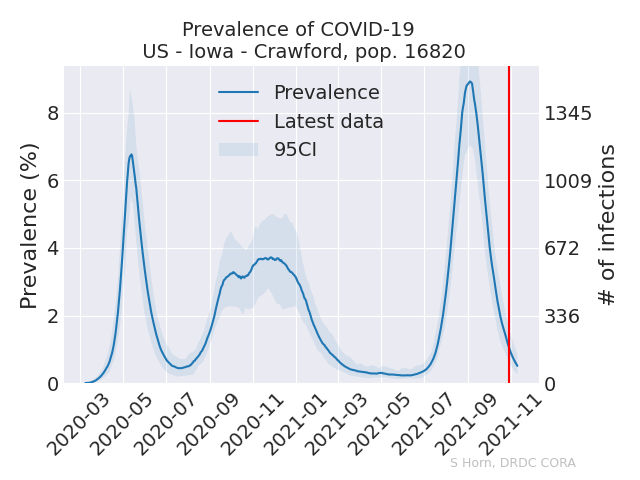 Prevalence of COVID-19
US - Iowa - Crawford, pop. 16820
Prevalence
Latest data
95CI
Prevalence (%)
8
6
4
2
0
1345
1009
672
336
0
# of infections
2020-03
2020-05
2020-07
2020-09
2020-11
2021-01
2021-03
2021-05
2021-07
2021-09
2021-11
S Horn, DRDC CORA